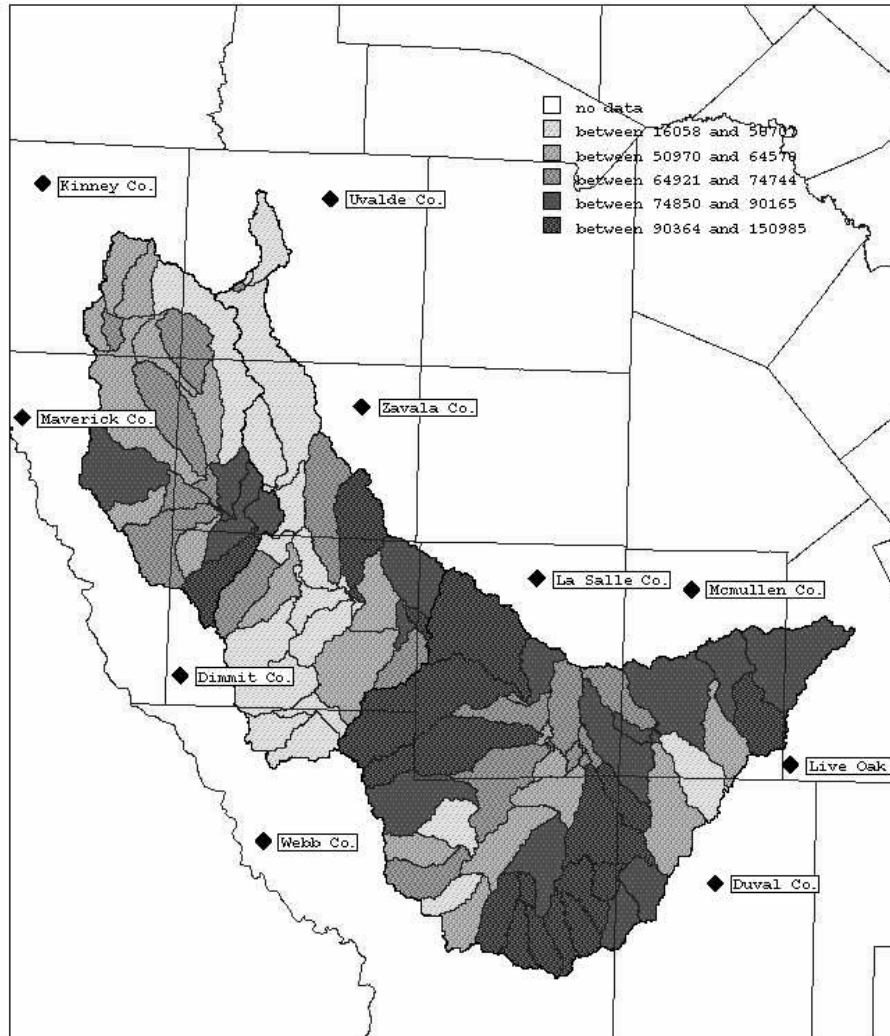 no data
between 16058 and
between 50970 and 64578
between 64921 and 74744
between 74850 and 90165
between 90364 and 150985
Kinney Co.
Uvalde Co.
Maverick Co.
Zavala Co.
La Salle Co.
Mcmullen Co.
Dimmit Co.
Live Oak
Webb Co.
Duval Co.